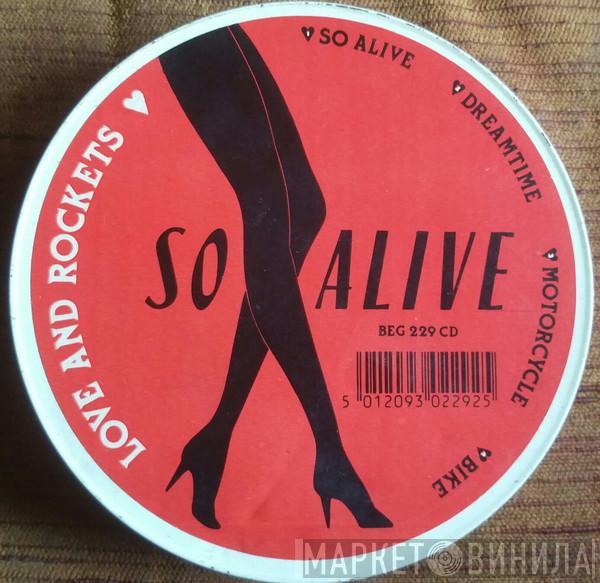 LOVE AND ROCKETS
SO ALIVE
DREAMTIME
MOTORCYCLE
BIKE
SO ALIVE
BEG 229 CD
5 012093 022925
МАРКЕТ ВИНИЛА